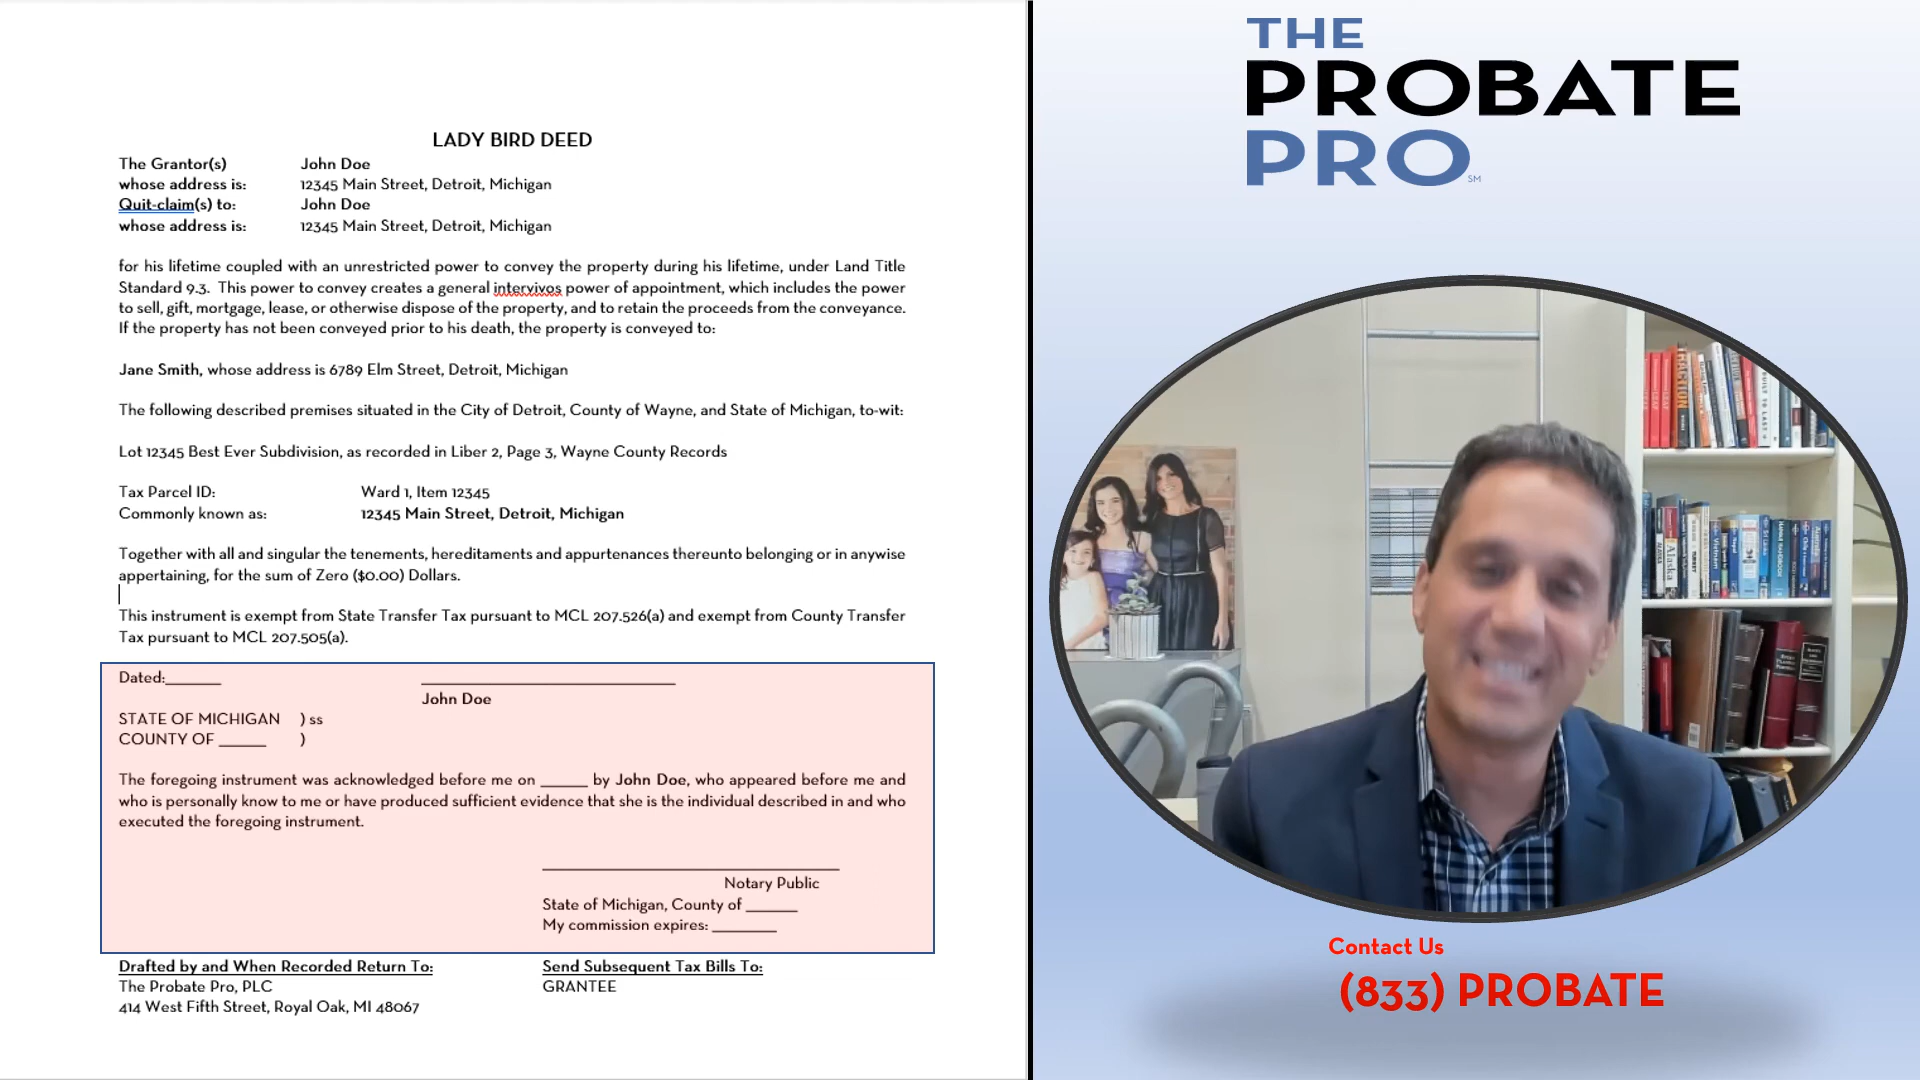 LADY BIRD DEED
The Grantor(s) John Doe
whose address is: 12345 Main Street, Detroit, Michigan
Quit-claim(s) to: John Doe
whose address is: 12345 Main Street, Detroit, Michigan
for his lifetime coupled with an unrestricted power to convey the property during his lifetime, under Land Title
Standard 9.3. This power to convey creates a general intervivos power of appointment, which includes the power
to sell, gift, mortgage, lease, or otherwise dispose of the property, and to retain the proceeds from the conveyance.
If the property has not been conveyed prior to his death, the property is conveyed to:
Jane Smith, whose address is 6789 Elm Street, Detroit, Michigan
The following described premises situated in the City of Detroit, County of Wayne, and State of Michigan, to-wit:
Lot 12345 Best Ever Subdivision, as recorded in Liber 2, Page 3, Wayne County Records
Tax Parcel ID: Ward 1, Item 12345
Commonly known as: 12345 Main Street, Detroit, Michigan
Together with all and singular the tenements, hereditaments and appurtenances thereunto belonging or in anywise
appertaining, for the sum of Zero ($0.00) Dollars.
This instrument is exempt from State Transfer Tax pursuant to MCL 207.526(a) and exempt from County Transfer
Tax pursuant to MCL 207.505(a).
Dated:______ ______
John Doe
STATE OF MICHIGAN ) ss
COUNTY OF ______ )
The foregoing instrument was acknowledged before me on ______ by John Doe, who appeared before me and
who is personally know to me or have produced sufficient evidence that she is the individual described in and who
executed the foregoing instrument.
Notary Public
State of Michigan, County of ______
My commission expires: ______
Drafted by and When Recorded Return To:
The Probate Pro, PLC
414 West Fifth Street, Royal Oak, MI 48067
Send Subsequent Tax Bills To:
GRANTEE
THE
PROBATE
PRO
SM
TRACTION
BUILT TO LAST
Alaska
Vietnam
Contact Us
(833) PROBATE